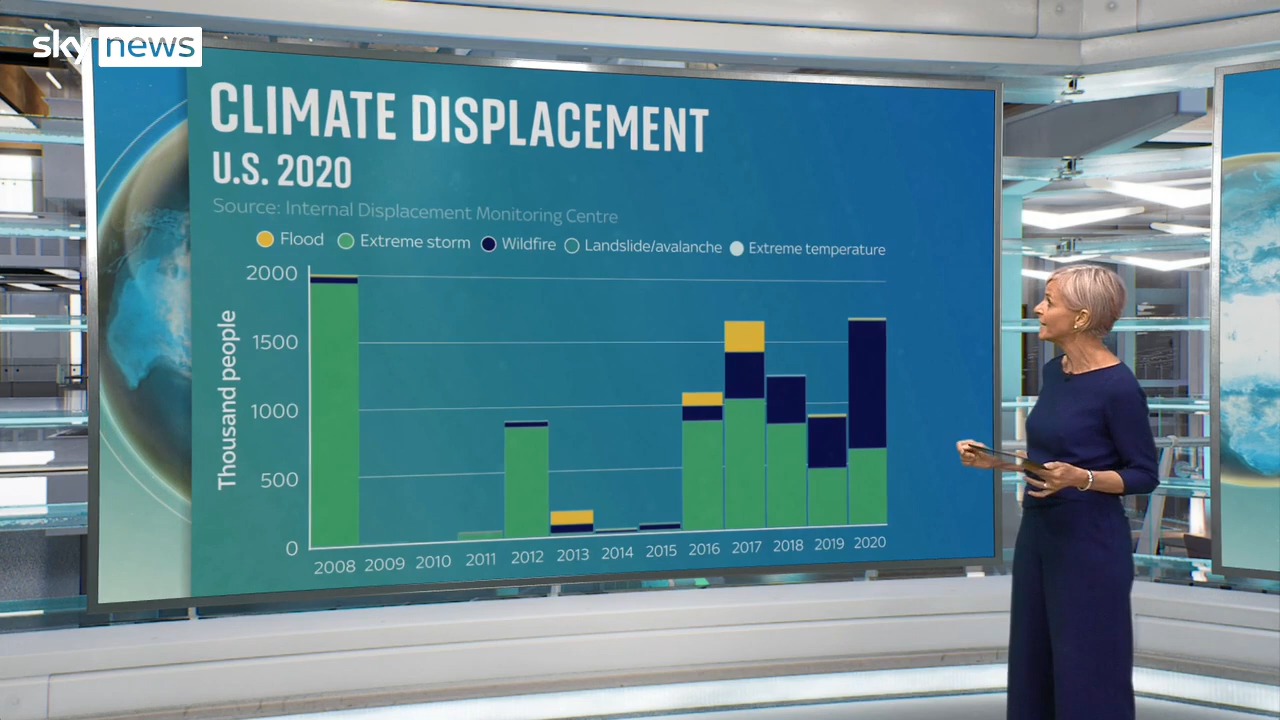 sky news
CLIMATE DISPLACEMENT
U.S. 2020
Source: Internal Displacement Monitoring Centre
Flood Extreme storm Wildfire Landslide/avalanche Extreme temperature
Thousand people
2000
1500
1000
500
0
2008 2009 2010 2011 2012 2013 2014 2015 2016 2017 2018 2019 2020